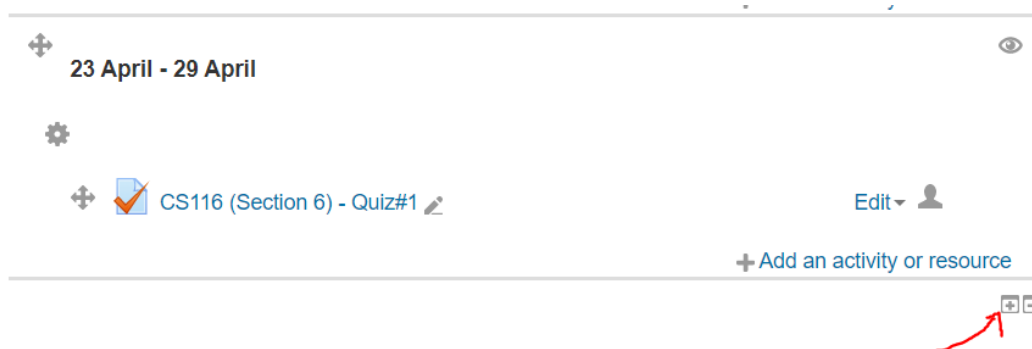 23 April - 29 April
CS116 (Section 6) - Quiz#1 Edit
Add an activity or resource